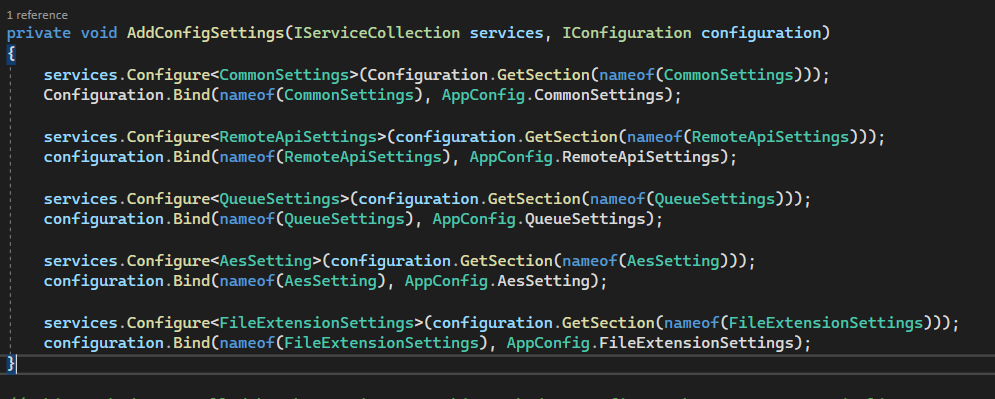 1 reference
private void AddConfigSettings(IServiceCollection services, IConfiguration configuration)
{
services.Configure<CommonSettings>(Configuration.GetSection(nameof(CommonSettings)));
Configuration.Bind(nameof(CommonSettings), AppConfig.CommonSettings);
services.Configure<RemoteApiSettings>(configuration.GetSection(nameof(RemoteApiSettings)));
configuration.Bind(nameof(RemoteApiSettings), AppConfig.RemoteApiSettings);
services.Configure<QueueSettings>(configuration.GetSection(nameof(QueueSettings)));
configuration.Bind(nameof(QueueSettings), AppConfig.QueueSettings);
services.Configure<AesSetting>(configuration.GetSection(nameof(AesSetting)));
configuration.Bind(nameof(AesSetting), AppConfig.AesSetting);
services.Configure<FileExtensionSettings>(configuration.GetSection(nameof(FileExtensionSettings)));
configuration.Bind(nameof(FileExtensionSettings), AppConfig.FileExtensionSettings);
}